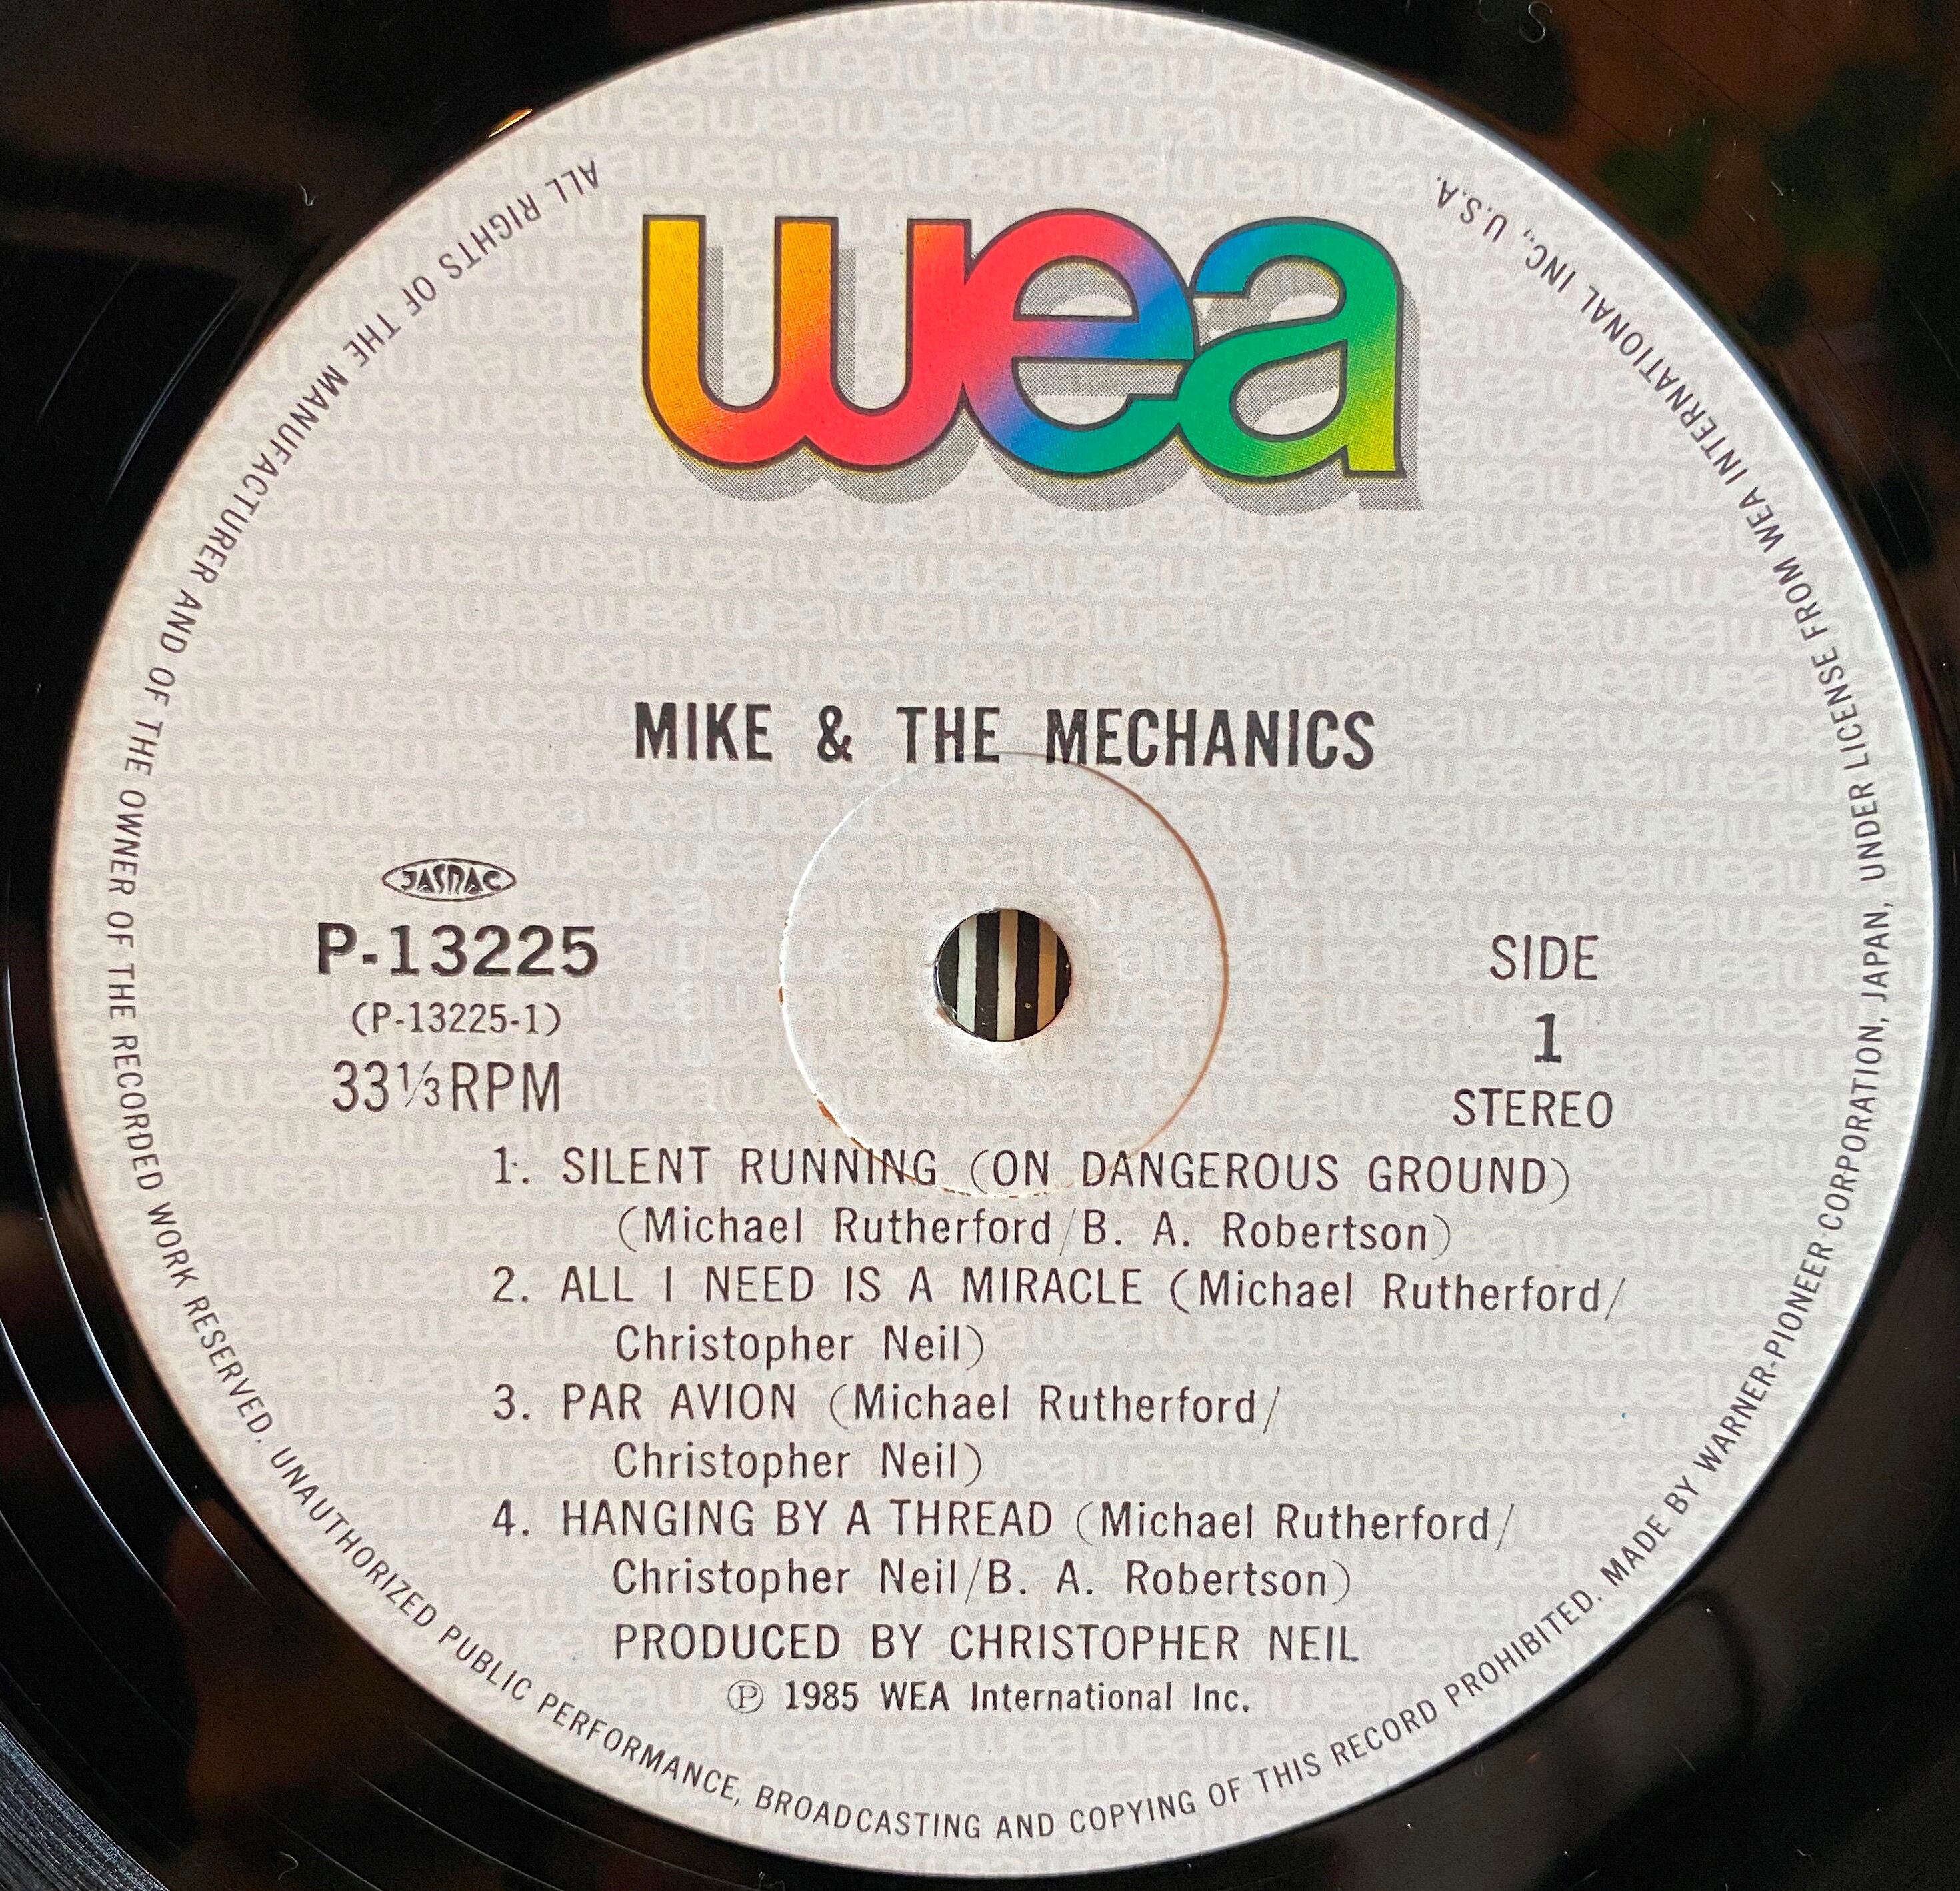 wea
MIKE & THE MECHANICS
JASRAC
P-13225
(P-13225-1)
33⅓RPM
SIDE
1
STEREO
1. SILENT RUNNING (ON DANGEROUS GROUND)
(Michael Rutherford/B. A. Robertson)
2. ALL I NEED IS A MIRACLE (Michael Rutherford/
Christopher Neil)
3. PAR AVION (Michael Rutherford/
Christopher Neil)
4. HANGING BY A THREAD (Michael Rutherford/
Christopher Neil/B. A. Robertson)
PRODUCED BY CHRISTOPHER NEIL
Ⓟ 1985 WEA International Inc.
ALL RIGHTS OF THE MANUFACTURER AND OF THE OWNER OF THE RECORDED WORK RESERVED. UNAUTHORIZED PUBLIC PERFORMANCE, BROADCASTING AND COPYING OF THIS RECORD PROHIBITED. MADE BY WARNER-PIONEER CORPORATION, JAPAN, UNDER LICENSE FROM WEA INTERNATIONAL INC., U.S.A.